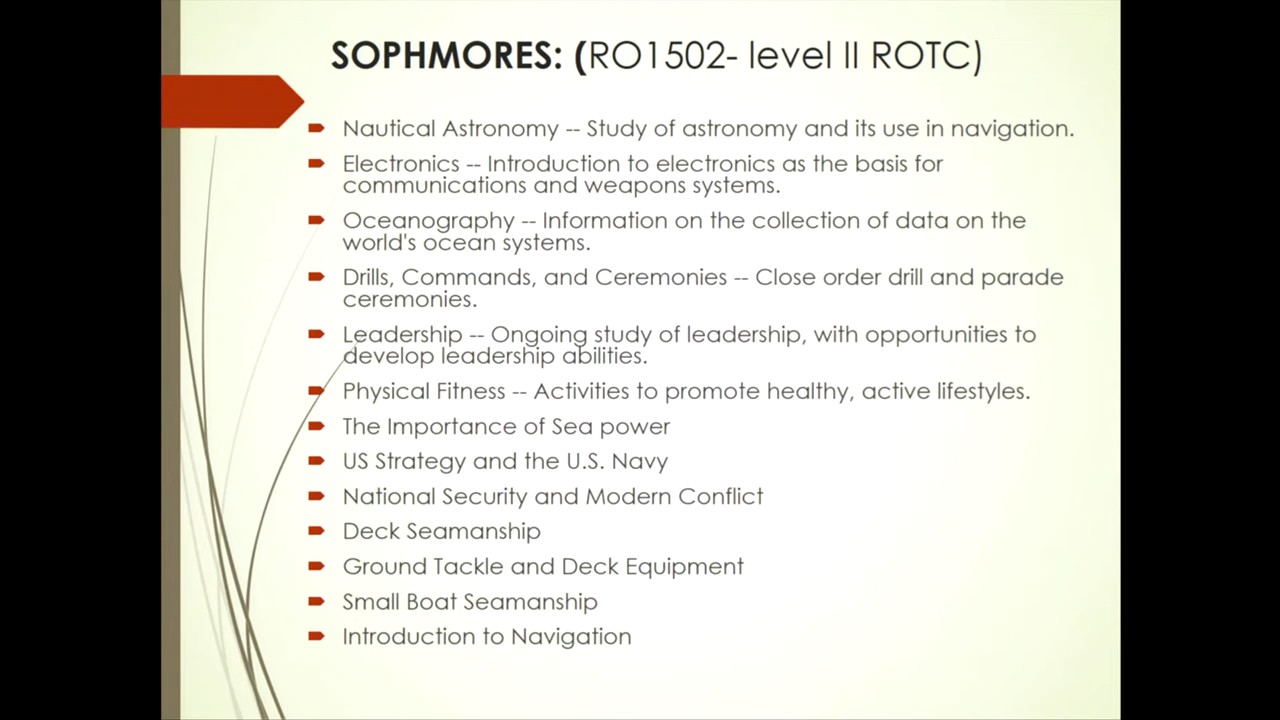 SOPHMORES: (RO1502- level II ROTC)
Nautical Astronomy -- Study of astronomy and its use in navigation.
Electronics -- Introduction to electronics as the basis for
communications and weapons systems.
Oceanography -- Information on the collection of data on the
world's ocean systems.
Drills, Commands, and Ceremonies -- Close order drill and parade
ceremonies.
Leadership -- Ongoing study of leadership, with opportunities to
develop leadership abilities.
Physical Fitness -- Activities to promote healthy, active lifestyles.
The Importance of Sea power
US Strategy and the U.S. Navy
National Security and Modern Conflict
Deck Seamanship
Ground Tackle and Deck Equipment
Small Boat Seamanship
Introduction to Navigation